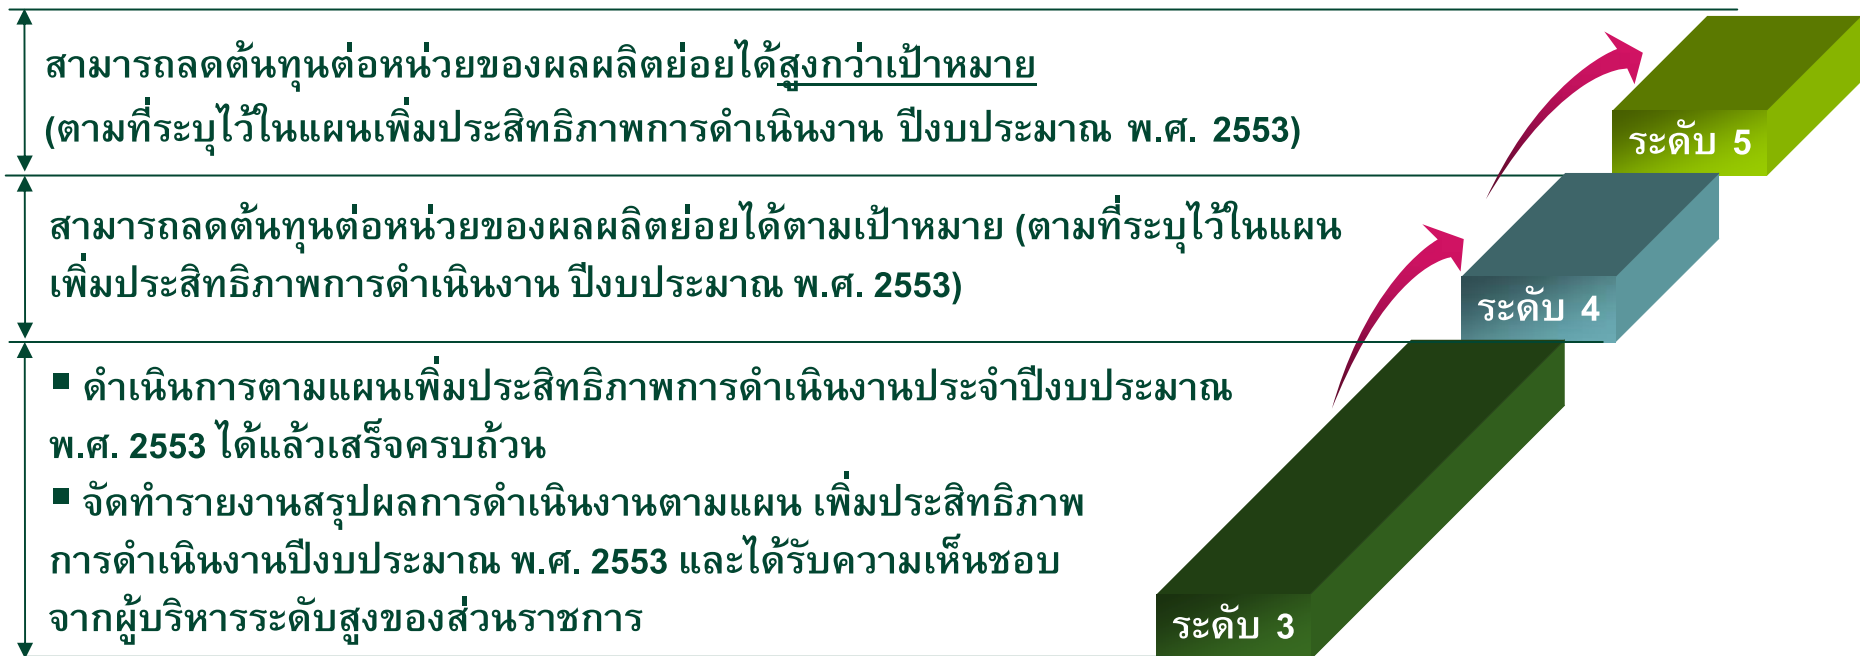 สามารถลดต้นทุนต่อหน่วยของผลผลิตย่อยได้สูงกว่าเป้าหมาย
(ตามที่ระบุไว้ในแผนเพิ่มประสิทธิภาพการดำเนินงาน ปีงบประมาณ พ.ศ. 2553)
ระดับ 5
สามารถลดต้นทุนต่อหน่วยของผลผลิตย่อยได้ตามเป้าหมาย (ตามที่ระบุไว้ในแผน
เพิ่มประสิทธิภาพการดำเนินงาน ปีงบประมาณ พ.ศ. 2553)
ระดับ 4
▪ ดำเนินการตามแผนเพิ่มประสิทธิภาพการดำเนินงานประจำปีงบประมาณ
พ.ศ. 2553 ได้แล้วเสร็จครบถ้วน
▪ จัดทำรายงานสรุปผลการดำเนินงานตามแผน เพิ่มประสิทธิภาพ
การดำเนินงานปีงบประมาณ พ.ศ. 2553 และได้รับความเห็นชอบ
จากผู้บริหารระดับสูงของส่วนราชการ
ระดับ 3